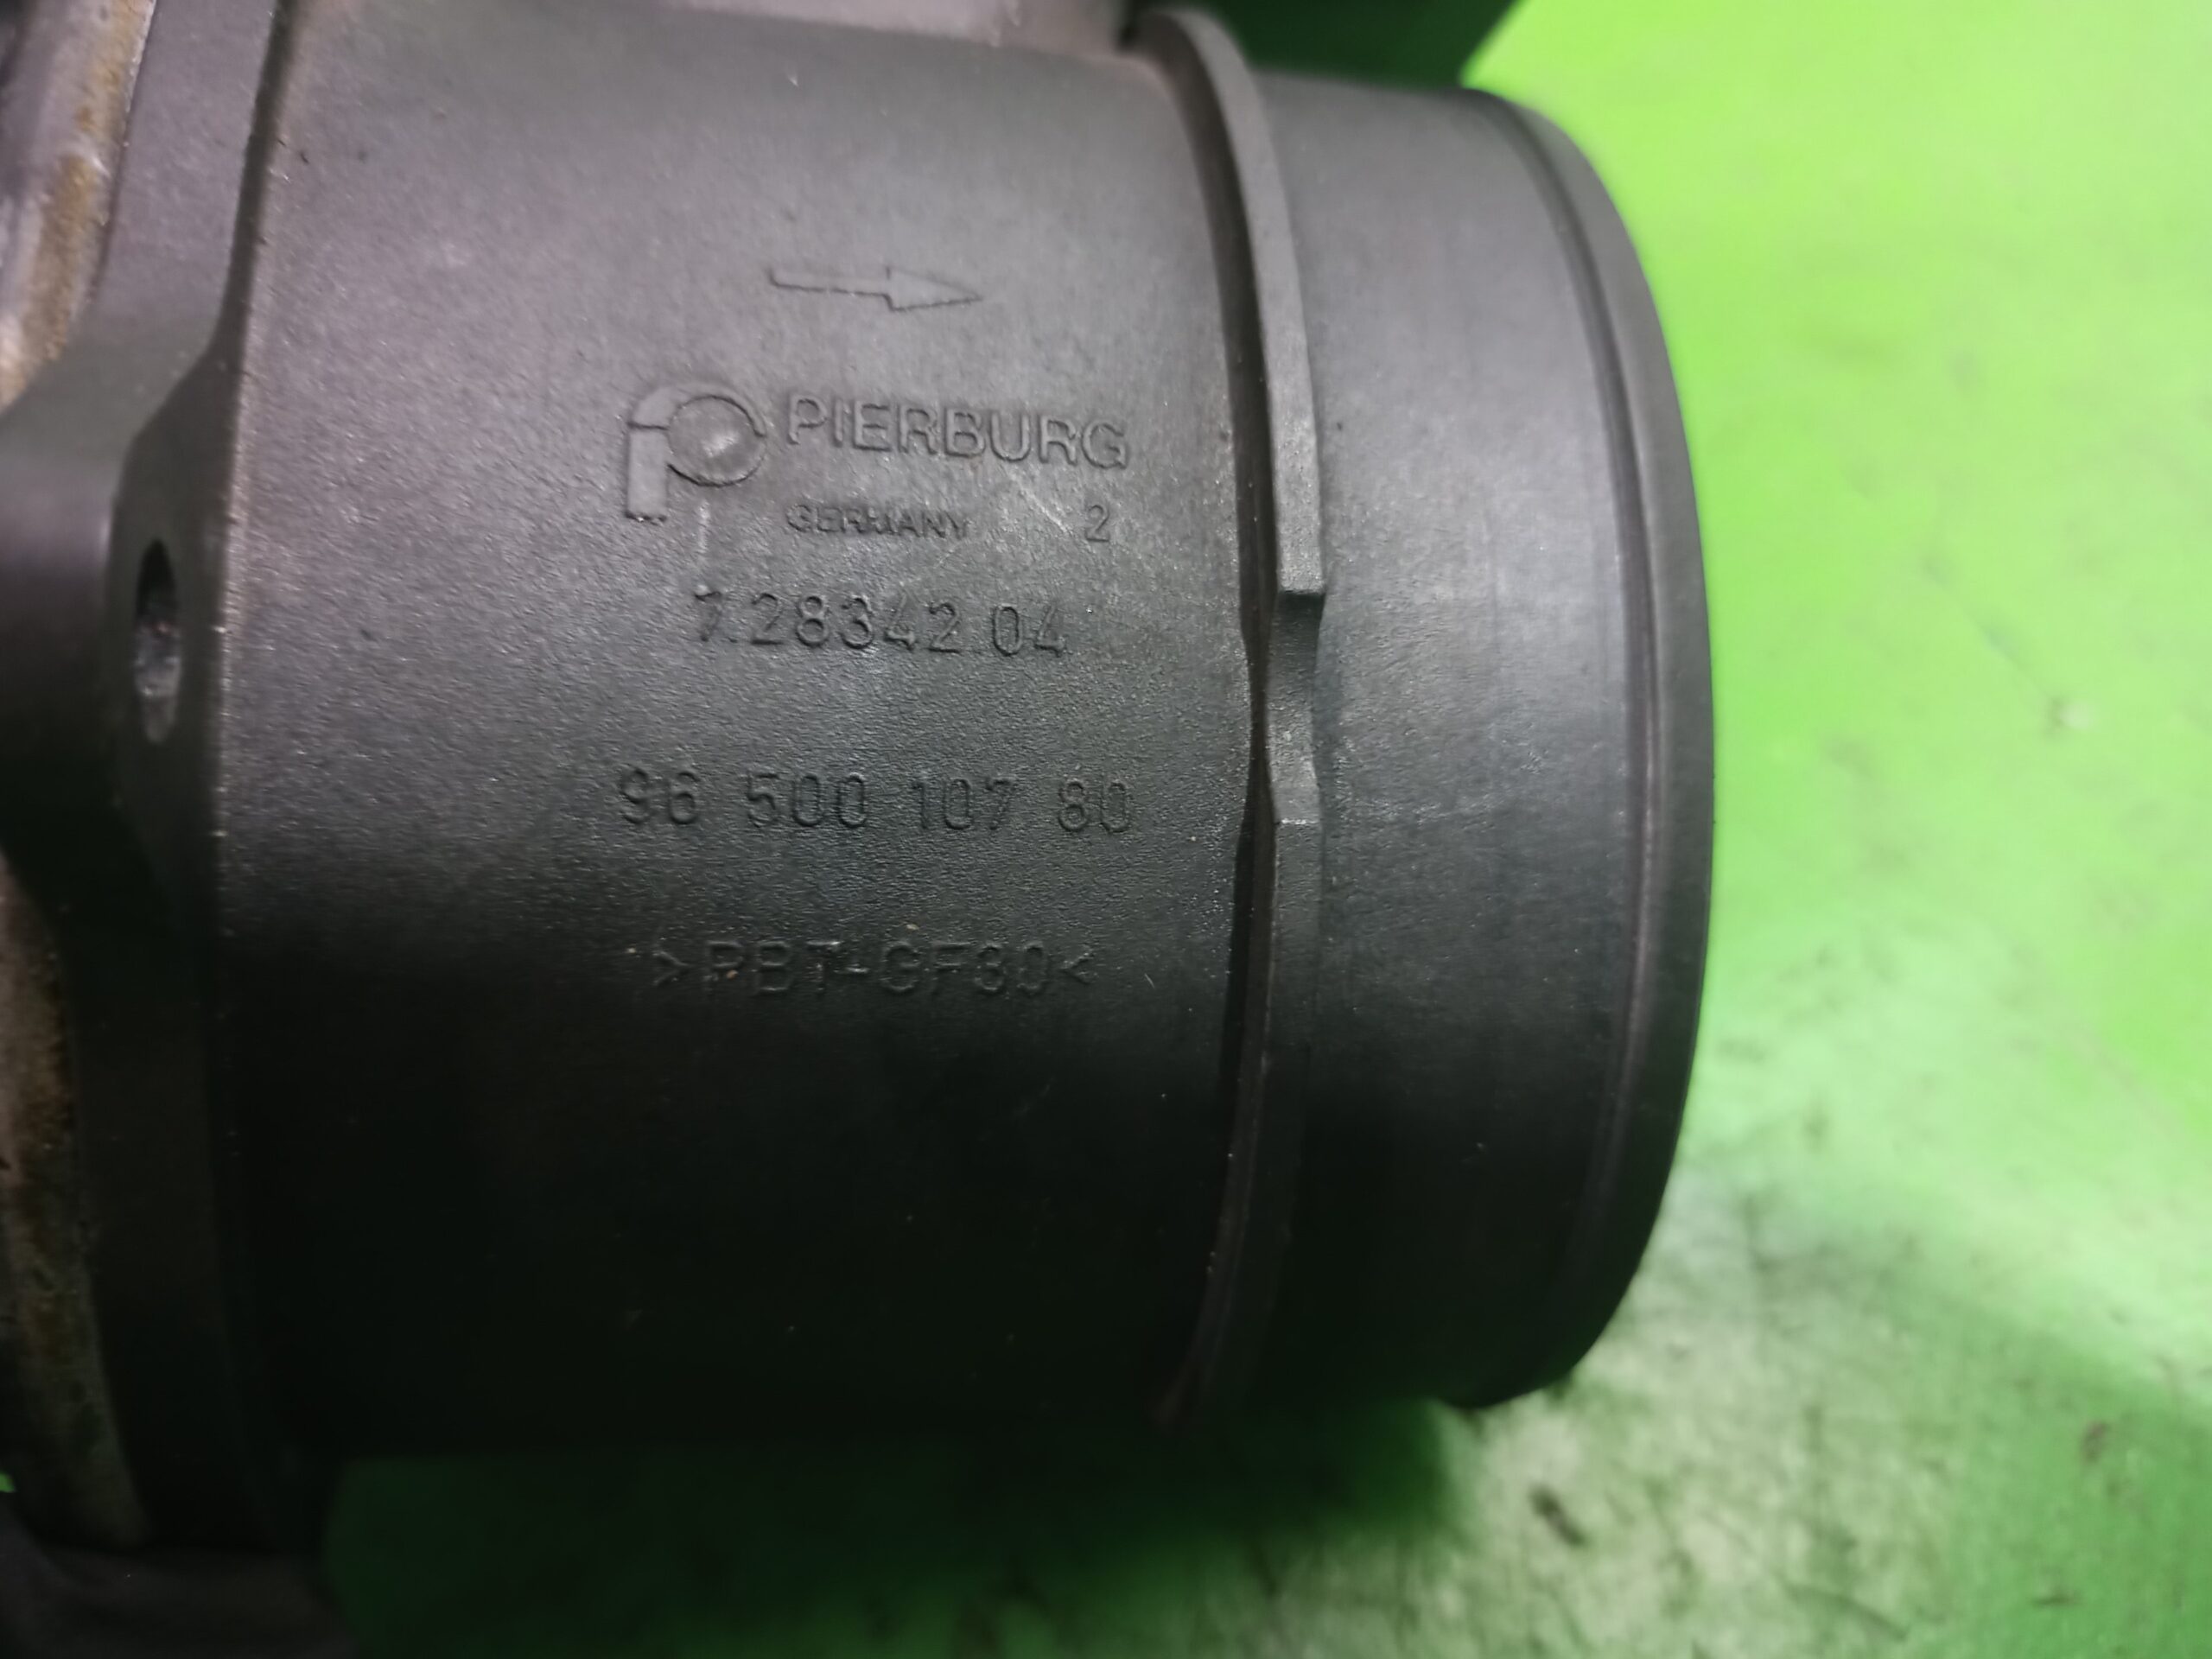 PIERBURG
GERMANY 2
7.28342.04
96 500 107 80
>PBT-GF30<